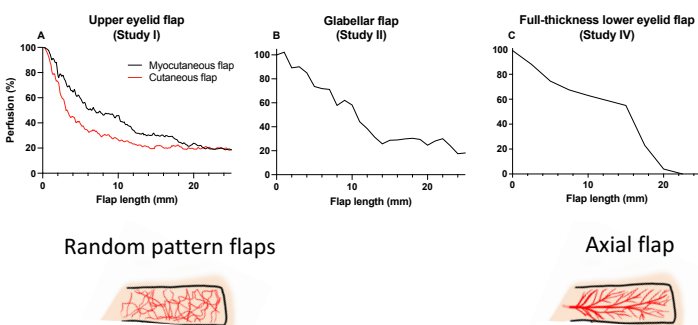 Upper eyelid flap
(Study I)
A
Myocutaneous flap
Cutaneous flap
Perfusion (%)
100
80
60
40
20
0
0
10
20
Flap length (mm)
Glabellar flap
(Study II)
B
100
80
60
40
20
0
0
10
20
Flap length (mm)
Full-thickness lower eyelid flap
(Study IV)
C
100
80
60
40
20
0
0
10
20
Flap length (mm)
Random pattern flaps
Axial flap